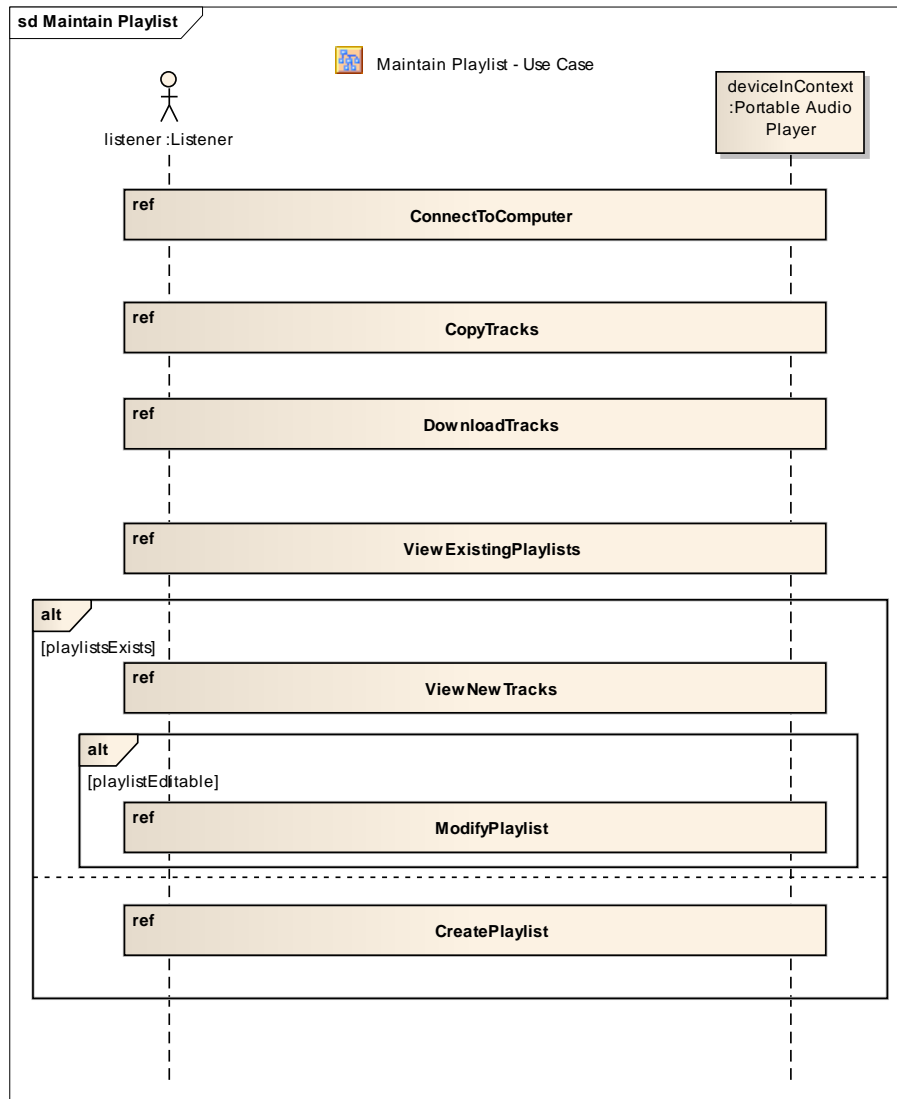 sd Maintain Playlist
Maintain Playlist - Use Case
listener :Listener
deviceInContext
:Portable Audio
Player
ref
ConnectToComputer
ref
CopyTracks
ref
DownloadTracks
ref
ViewExistingPlaylists
alt
[playlistsExists]
ref
ViewNewTracks
alt
[playlistEditable]
ref
ModifyPlaylist
ref
CreatePlaylist